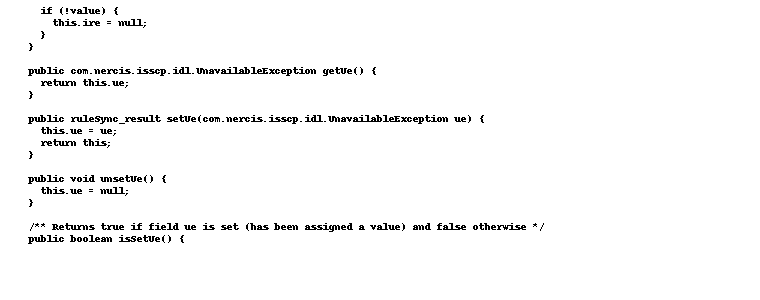 if (!value) {
this.ire = null;
}
}
public com.nercis.isscp.idl.UnavailableException getUe() {
return this.ue;
}
public ruleSync_result setUe(com.nercis.isscp.idl.UnavailableException ue) {
this.ue = ue;
return this;
}
public void unsetUe() {
this.ue = null;
}
/** Returns true if field ue is set (has been assigned a value) and false otherwise */
public boolean isSetUe() {